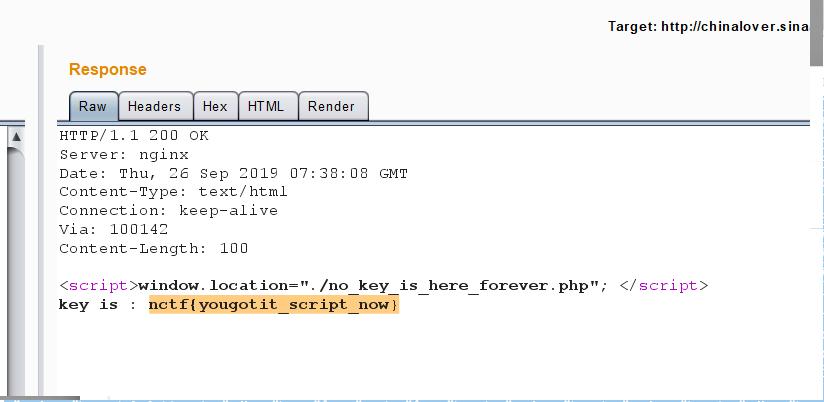 Target: http://chinalover.sina
Response
Raw Headers Hex HTML Render
HTTP/1.1 200 OK
Server: nginx
Date: Thu, 26 Sep 2019 07:38:08 GMT
Content-Type: text/html
Connection: keep-alive
Via: 100142
Content-Length: 100
<script>window.location="./no_key_is_here_forever.php"; </script>
key is : nctf{yougotit_script_now}